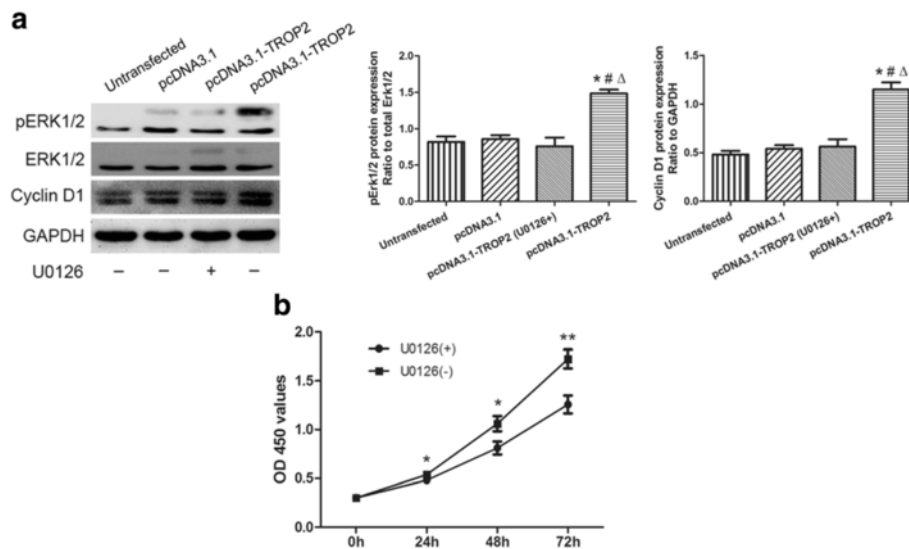 a
Untransfected
pcDNA3.1
pcDNA3.1-TROP2
pcDNA3.1-TROP2
pERK1/2
ERK1/2
Cyclin D1
GAPDH
U0126 – – + –
pErk1/2 protein expression
Ratio to total Erk1/2
2.0
1.5
1.0
0.5
0.0
* # Δ
Untransfected
pcDNA3.1
pcDNA3.1-TROP2 (U0126+)
pcDNA3.1-TROP2
Cyclin D1 protein expression
Ratio to GAPDH
1.5
1.0
0.5
0.0
* # Δ
Untransfected
pcDNA3.1
pcDNA3.1-TROP2 (U0126+)
pcDNA3.1-TROP2
b
OD 450 values
2.0
1.5
1.0
0.5
0.0
U0126(+)
U0126(-)
*
*
**
0h 24h 48h 72h